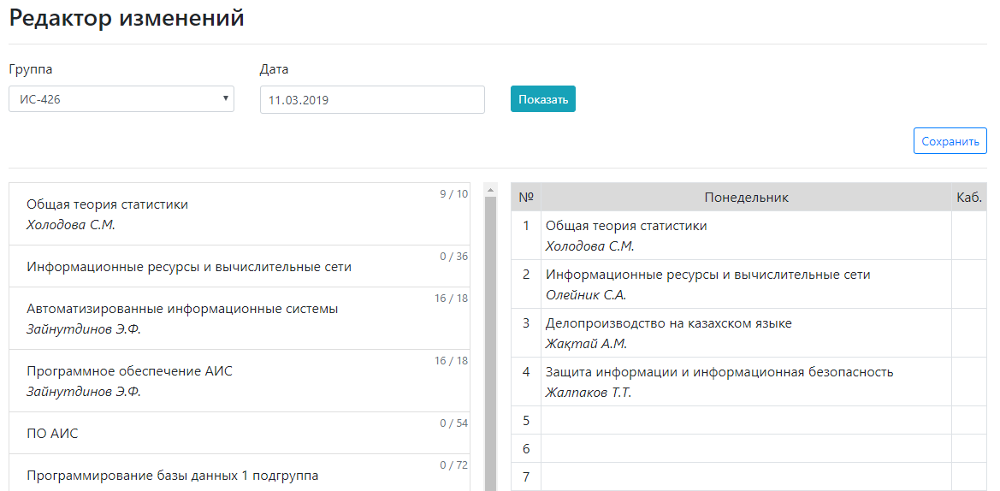 Редактор изменений
Группа
Дата
ИС-426
11.03.2019
Показать
Сохранить
9 / 10
Общая теория статистики
Холодова С.М.
0 / 36
Информационные ресурсы и вычислительные сети
16 / 18
Автоматизированные информационные системы
Зайнутдинов Э.Ф.
16 / 18
Программное обеспечение АИС
Зайнутдинов Э.Ф.
0 / 54
ПО АИС
0 / 72
Программирование базы данных 1 подгруппа
№ Понедельник Каб.
1 Общая теория статистики
Холодова С.М.
2 Информационные ресурсы и вычислительные сети
Олейник С.А.
3 Делопроизводство на казахском языке
Жақтай А.М.
4 Защита информации и информационная безопасность
Жалпаков Т.Т.
5
6
7